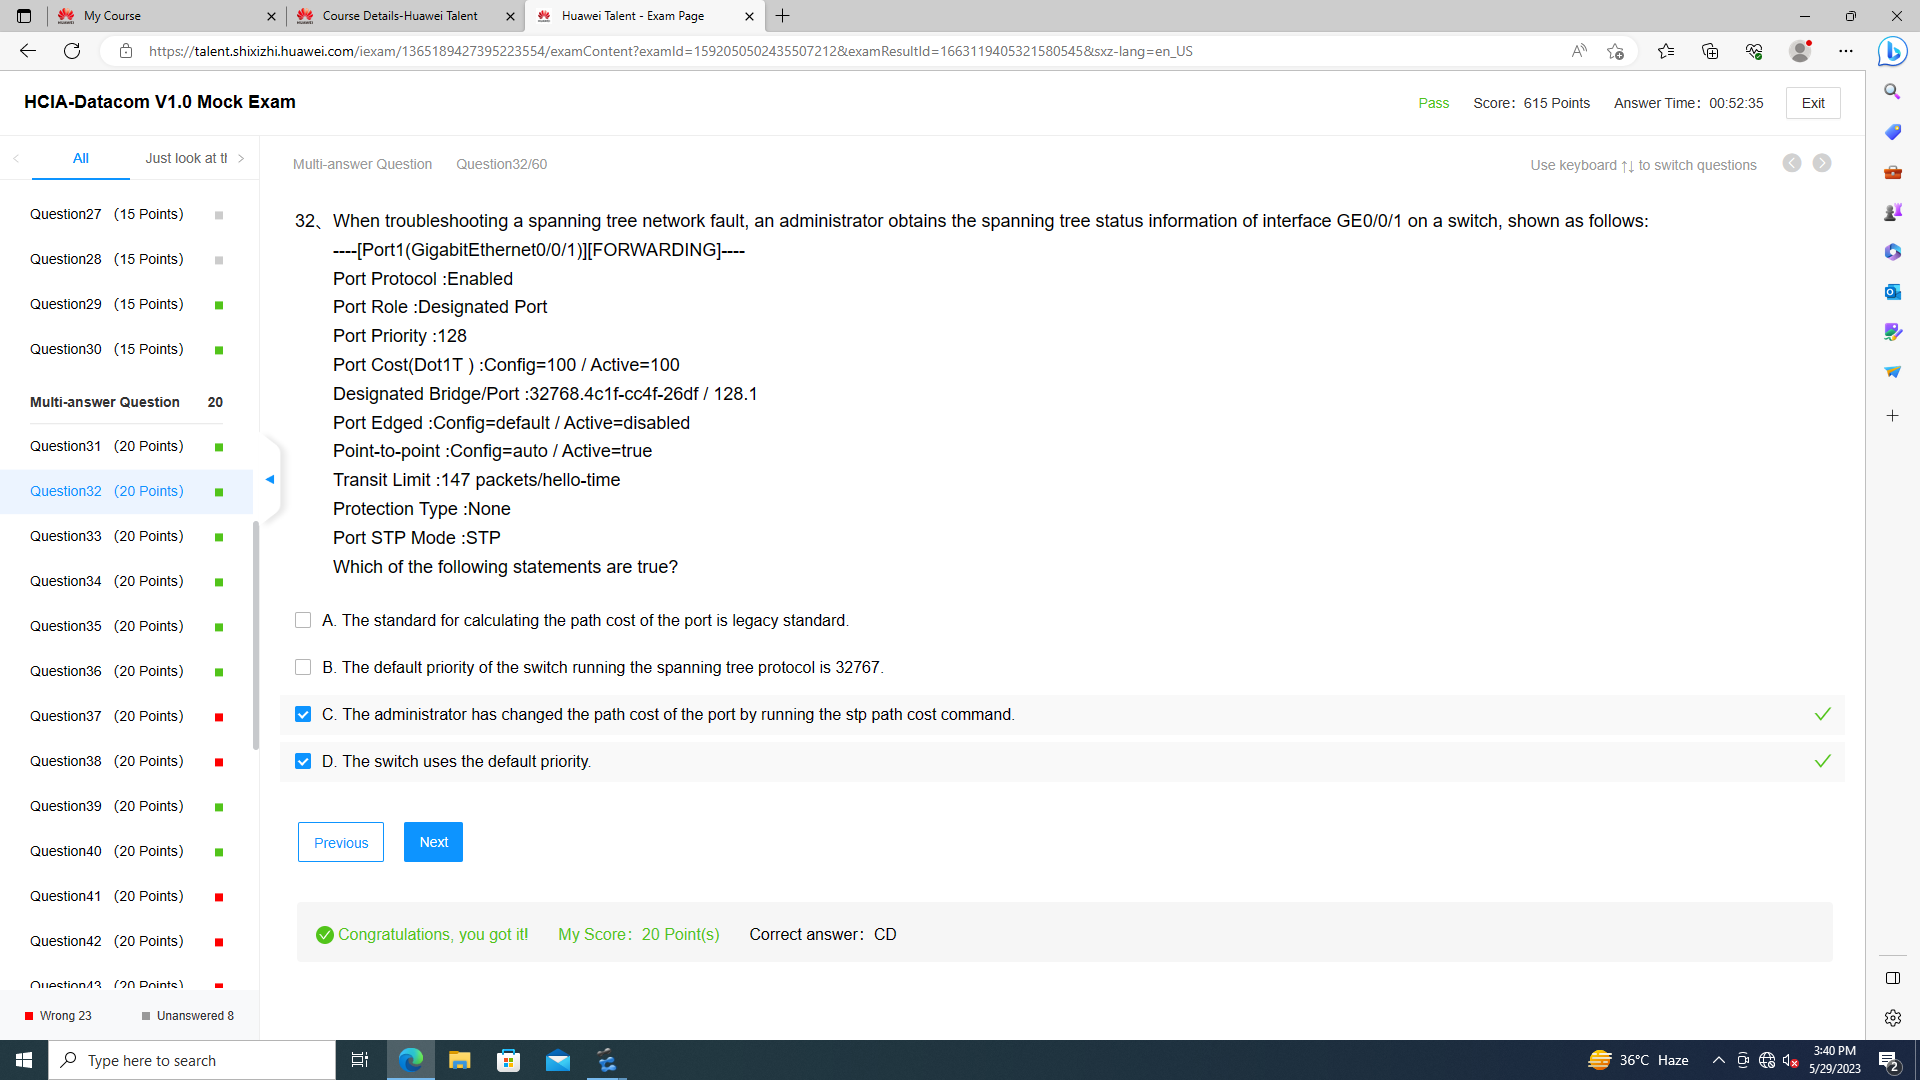 My Course
Course Details-Huawei Talent
Huawei Talent - Exam Page
https://talent.shixizhi.huawei.com/iexam/1365189427395223554/examContent?examId=1592050502435507212&examResultId=1663119405321580545&sxz-lang=en_US
HCIA-Datacom V1.0 Mock Exam
Pass
Score：615 Points
Answer Time：00:52:35
Exit
All
Just look at th
Multi-answer Question
Question32/60
Use keyboard ↑↓ to switch questions
Question27 (15 Points)
Question28 (15 Points)
Question29 (15 Points)
Question30 (15 Points)
Multi-answer Question 20
Question31 (20 Points)
Question32 (20 Points)
Question33 (20 Points)
Question34 (20 Points)
Question35 (20 Points)
Question36 (20 Points)
Question37 (20 Points)
Question38 (20 Points)
Question39 (20 Points)
Question40 (20 Points)
Question41 (20 Points)
Question42 (20 Points)
Question43 (20 Points)
Wrong 23
Unanswered 8
32、When troubleshooting a spanning tree network fault, an administrator obtains the spanning tree status information of interface GE0/0/1 on a switch, shown as follows:
----[Port1(GigabitEthernet0/0/1)][FORWARDING]----
Port Protocol :Enabled
Port Role :Designated Port
Port Priority :128
Port Cost(Dot1T ) :Config=100 / Active=100
Designated Bridge/Port :32768.4c1f-cc4f-26df / 128.1
Port Edged :Config=default / Active=disabled
Point-to-point :Config=auto / Active=true
Transit Limit :147 packets/hello-time
Protection Type :None
Port STP Mode :STP
Which of the following statements are true?
A. The standard for calculating the path cost of the port is legacy standard.
B. The default priority of the switch running the spanning tree protocol is 32767.
C. The administrator has changed the path cost of the port by running the stp path cost command.
D. The switch uses the default priority.
Previous
Next
Congratulations, you got it!
My Score：20 Point(s)
Correct answer：CD
Type here to search
36°C Haze
3:40 PM
5/29/2023
2